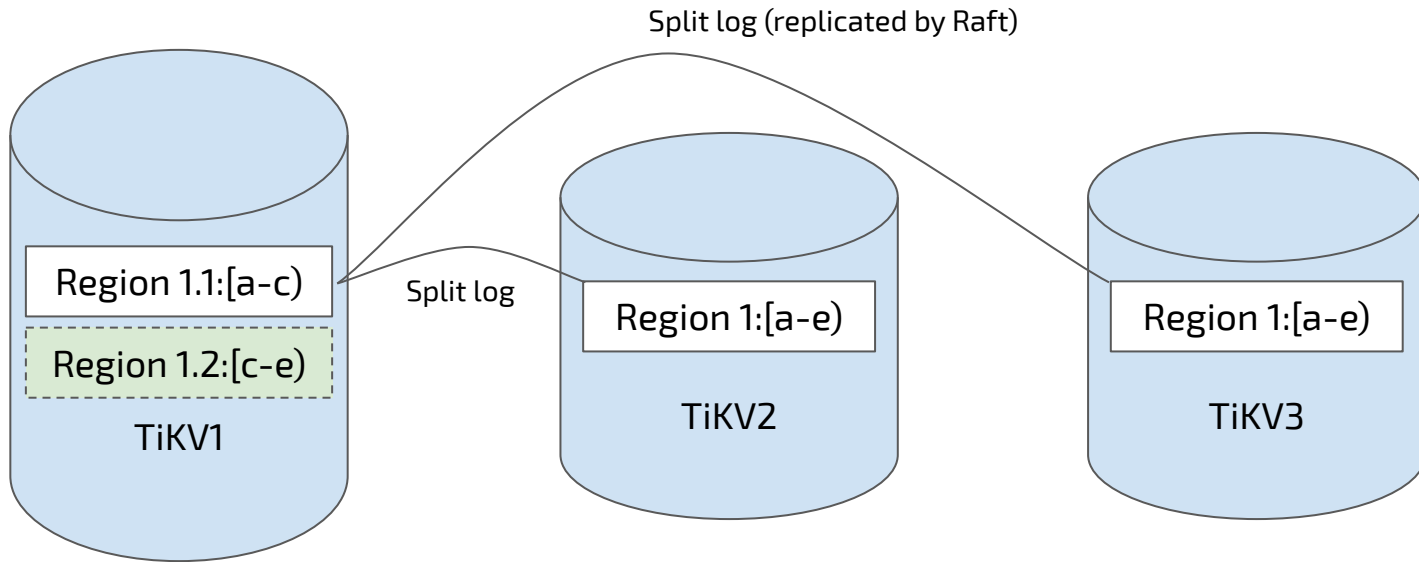 Split log (replicated by Raft)
Region 1.1:[a-c)
Region 1.2:[c-e)
TiKV1
Split log
Region 1:[a-e)
TiKV2
Region 1:[a-e)
TiKV3